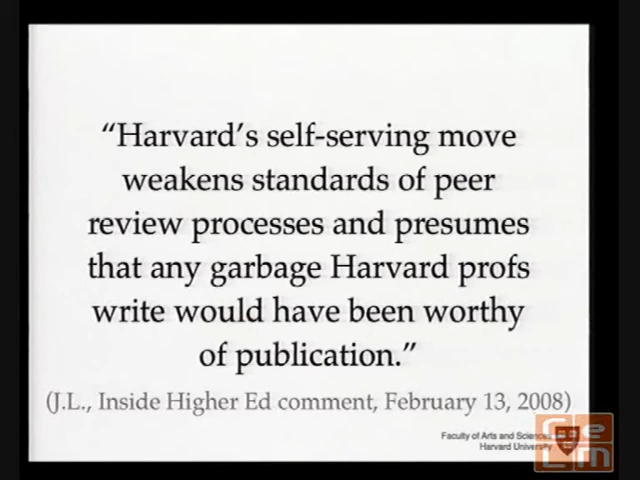 “Harvard’s self-serving move
weakens standards of peer
review processes and presumes
that any garbage Harvard profs
write would have been worthy
of publication.”
(J.L., Inside Higher Ed comment, February 13, 2008)
Faculty of Arts and Sciences
Harvard University
CeLM